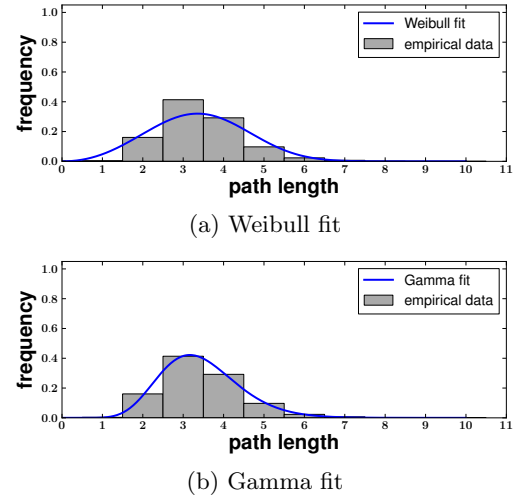 1.0
0.8
0.6
0.4
0.2
0.0
frequency
Weibull fit
empirical data
0 1 2 3 4 5 6 7 8 9 10 11
path length
(a) Weibull fit
1.0
0.8
0.6
0.4
0.2
0.0
frequency
Gamma fit
empirical data
0 1 2 3 4 5 6 7 8 9 10 11
path length
(b) Gamma fit